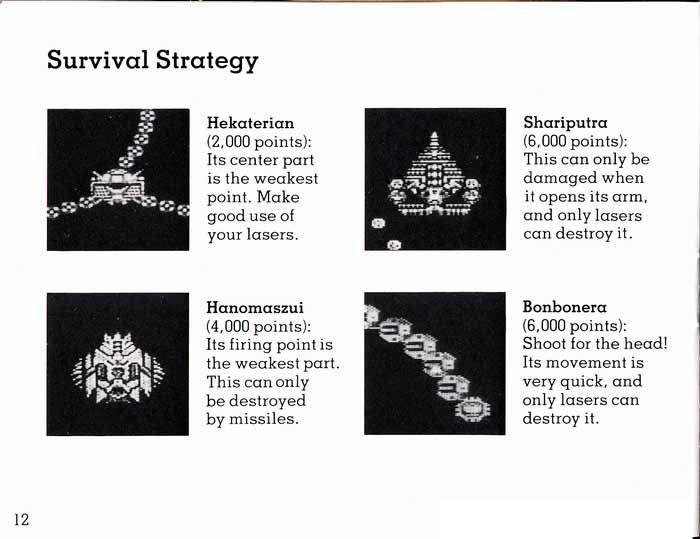 Survival Strategy
Hekaterian
(2,000 points):
Its center part
is the weakest
point. Make
good use of
your lasers.
Shariputra
(6,000 points):
This can only be
damaged when
it opens its arm,
and only lasers
can destroy it.
Hanomaszui
(4,000 points):
Its firing point is
the weakest part.
This can only
be destroyed
by missiles.
Bonbonera
(6,000 points):
Shoot for the head!
Its movement is
very quick, and
only lasers can
destroy it.
12